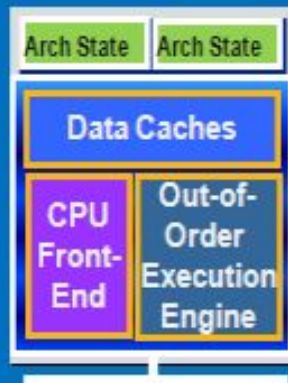 Arch State
Arch State
Data Caches
CPU
Front-
End
Out-of-
Order
Execution
Engine